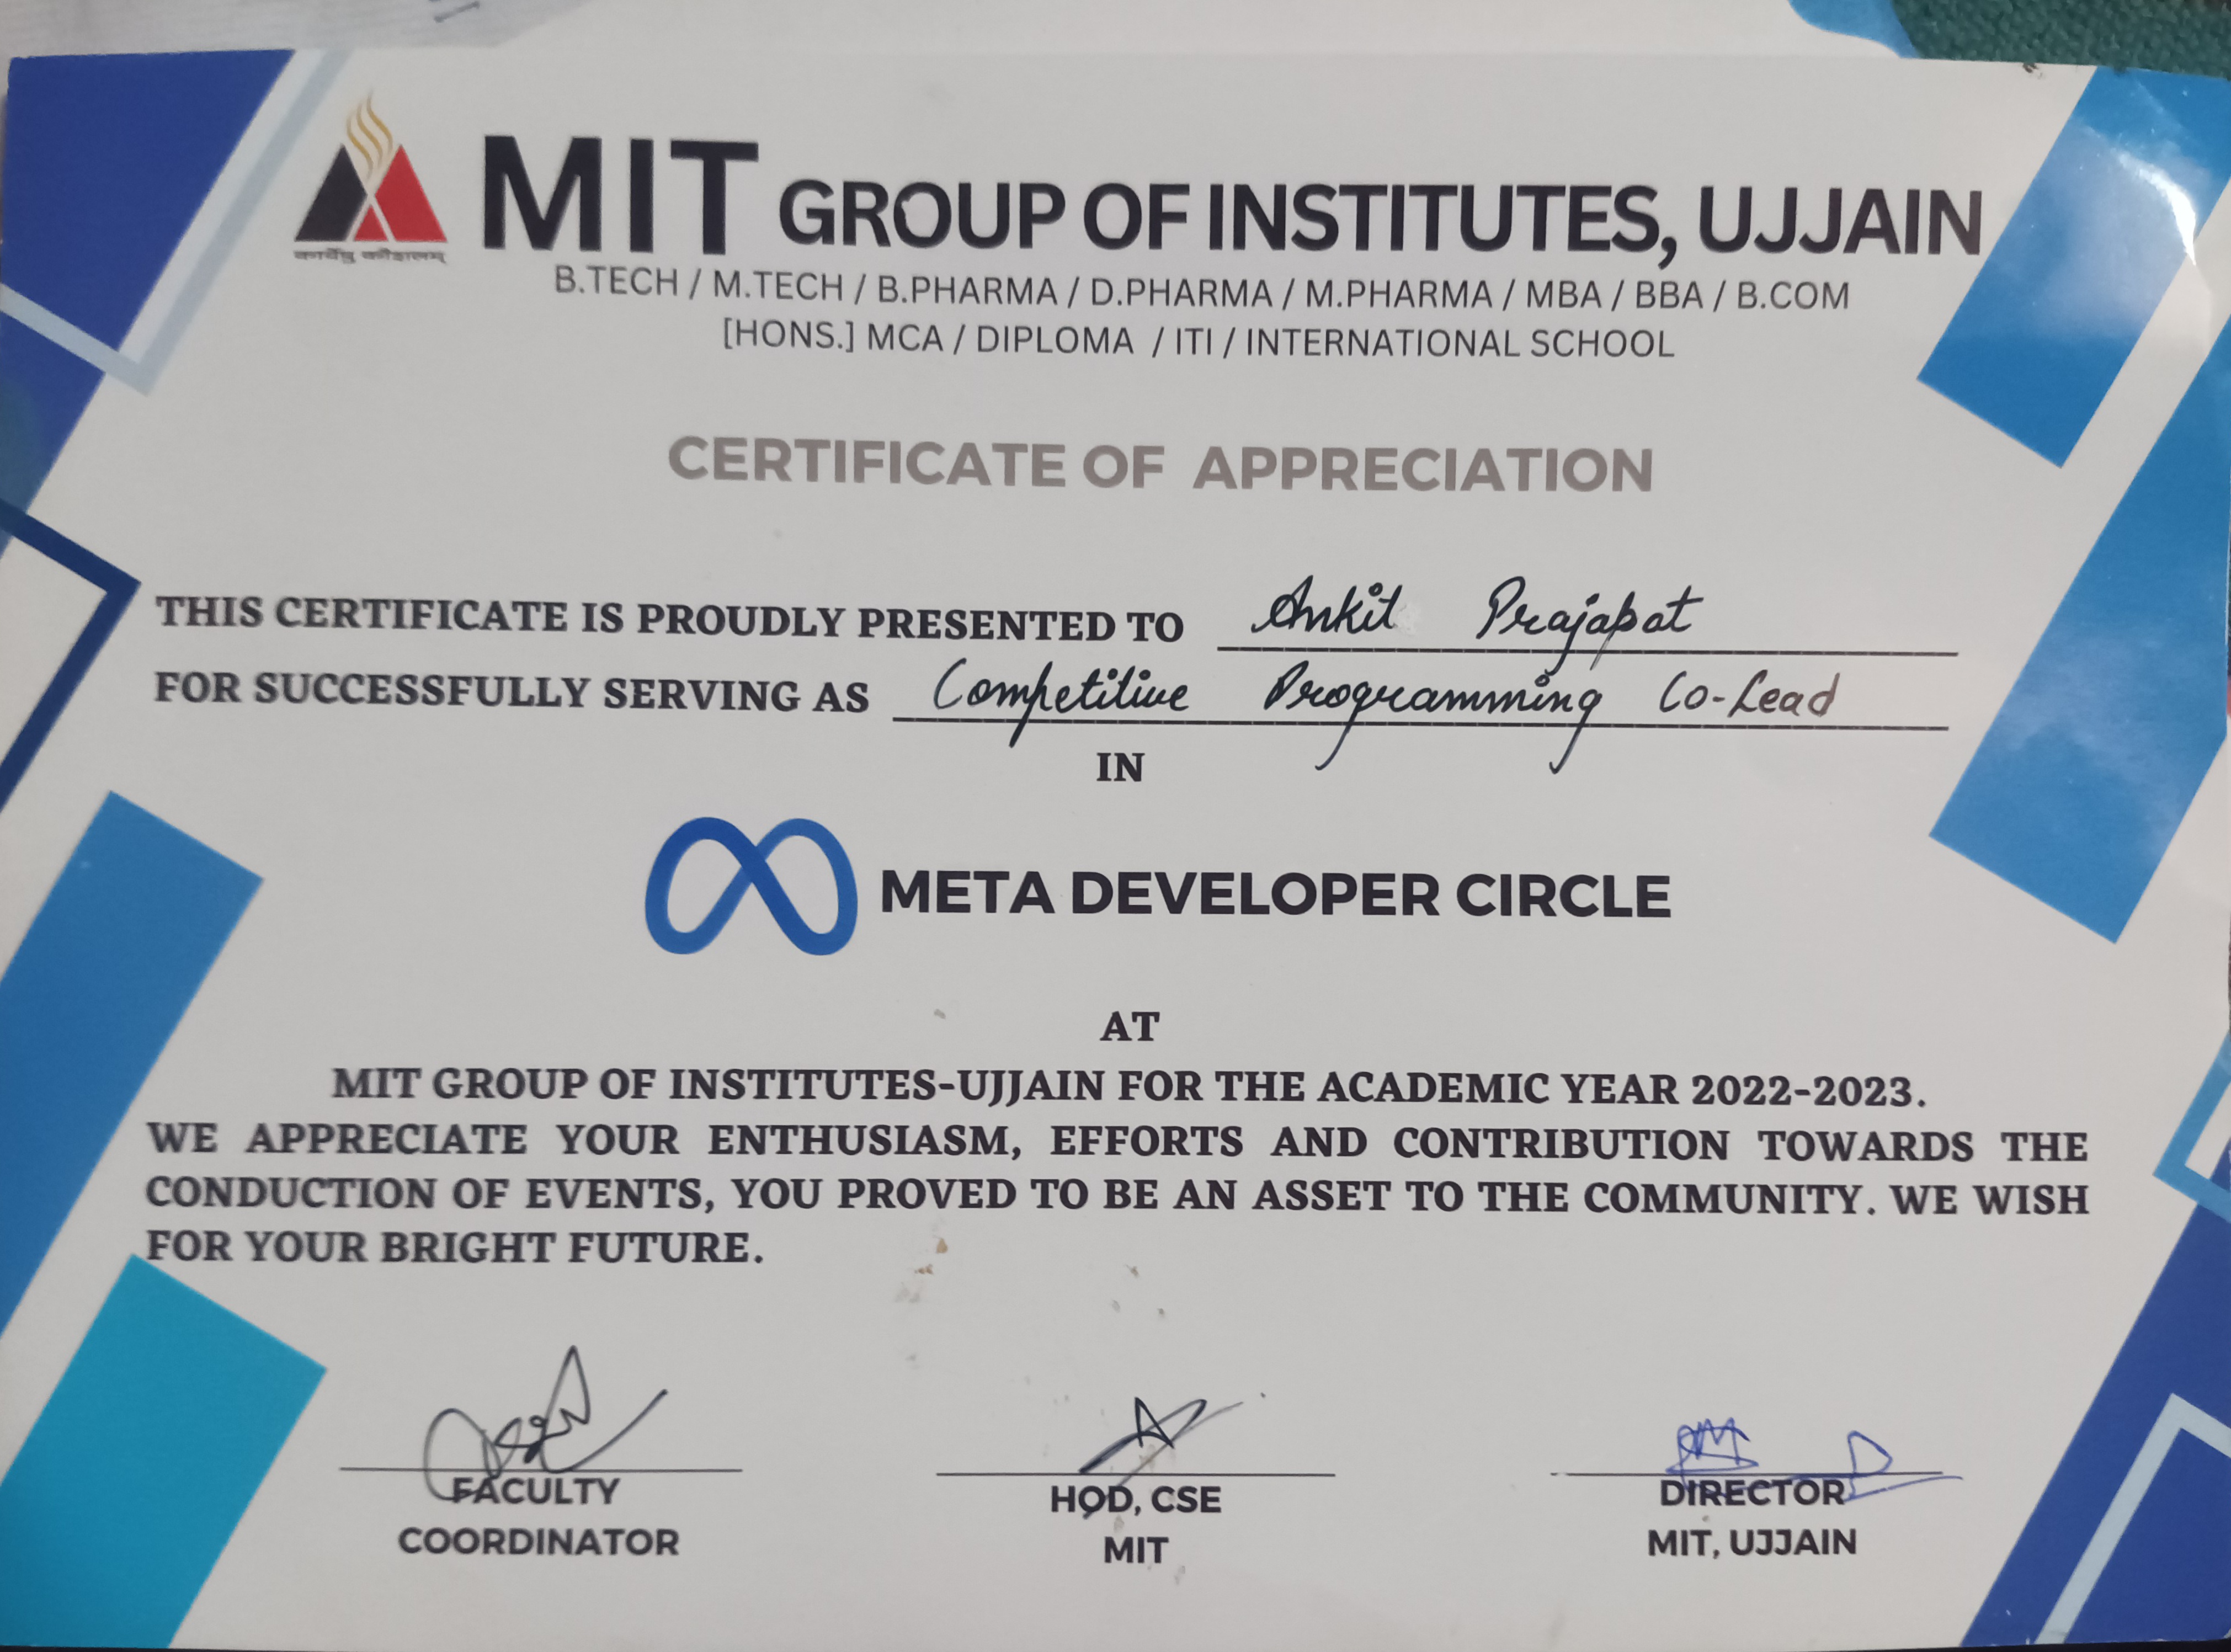 MIT GROUP OF INSTITUTES, UJJAIN
कार्येषु कौशलम्
B.TECH / M.TECH / B.PHARMA / D.PHARMA / M.PHARMA / MBA / BBA / B.COM
[HONS.] MCA / DIPLOMA / ITI / INTERNATIONAL SCHOOL
CERTIFICATE OF APPRECIATION
THIS CERTIFICATE IS PROUDLY PRESENTED TO Ankit Prajapat
FOR SUCCESSFULLY SERVING AS Competitive Programming Co-Lead
IN
META DEVELOPER CIRCLE
AT
MIT GROUP OF INSTITUTES-UJJAIN FOR THE ACADEMIC YEAR 2022-2023.
WE APPRECIATE YOUR ENTHUSIASM, EFFORTS AND CONTRIBUTION TOWARDS THE
CONDUCTION OF EVENTS, YOU PROVED TO BE AN ASSET TO THE COMMUNITY. WE WISH
FOR YOUR BRIGHT FUTURE.
FACULTY
COORDINATOR
HOD, CSE
MIT
DIRECTOR
MIT, UJJAIN